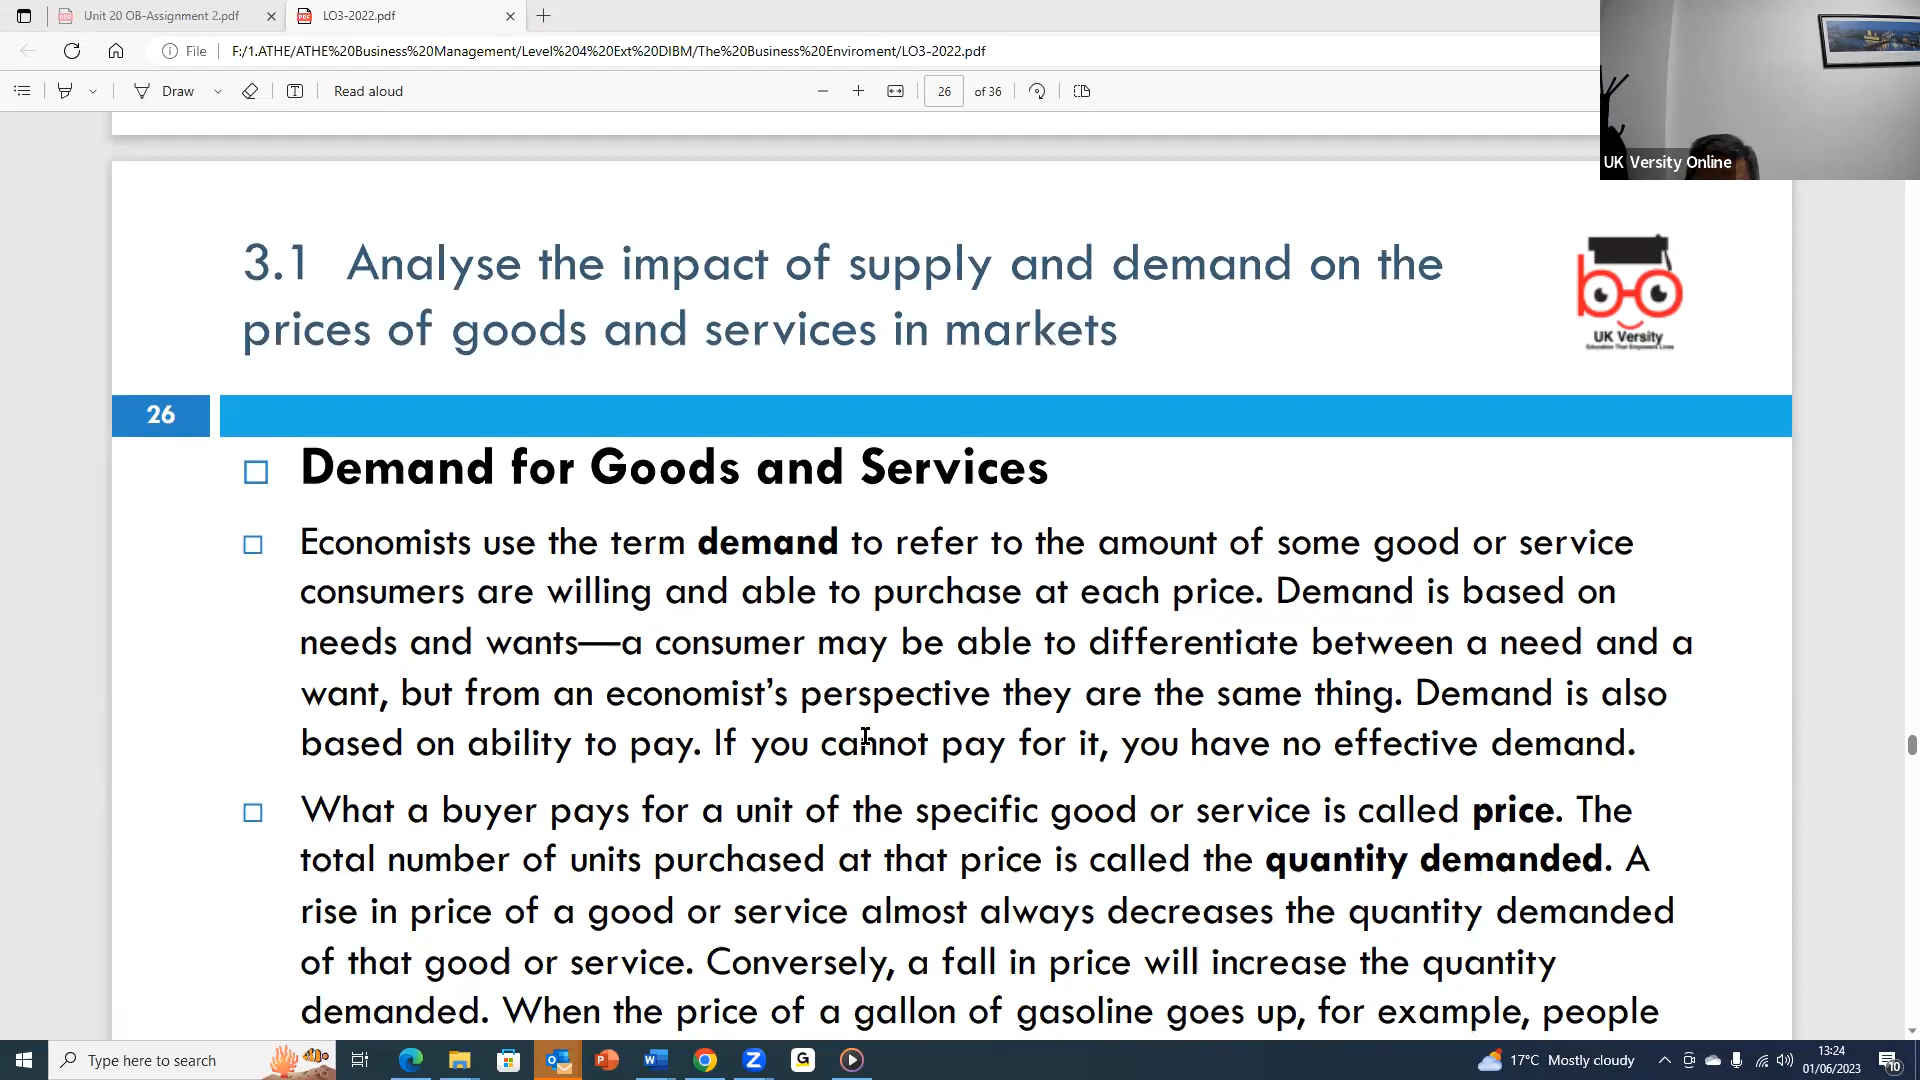 Unit 20 OB-Assignment 2.pdf
LO3-2022.pdf
File
F:/1.ATHE/ATHE%20Business%20Management/Level%204%20Ext%20DIBM/The%20Business%20Enviroment/LO3-2022.pdf
Draw
Read aloud
26 of 36
UK Versity Online
3.1 Analyse the impact of supply and demand on the
prices of goods and services in markets
UK Versity
Education That Empowers Lives
26
Demand for Goods and Services
Economists use the term demand to refer to the amount of some good or service
consumers are willing and able to purchase at each price. Demand is based on
needs and wants—a consumer may be able to differentiate between a need and a
want, but from an economist’s perspective they are the same thing. Demand is also
based on ability to pay. If you cannot pay for it, you have no effective demand.
What a buyer pays for a unit of the specific good or service is called price. The
total number of units purchased at that price is called the quantity demanded. A
rise in price of a good or service almost always decreases the quantity demanded
of that good or service. Conversely, a fall in price will increase the quantity
demanded. When the price of a gallon of gasoline goes up, for example, people
Type here to search
17°C Mostly cloudy
13:24
01/06/2023
10